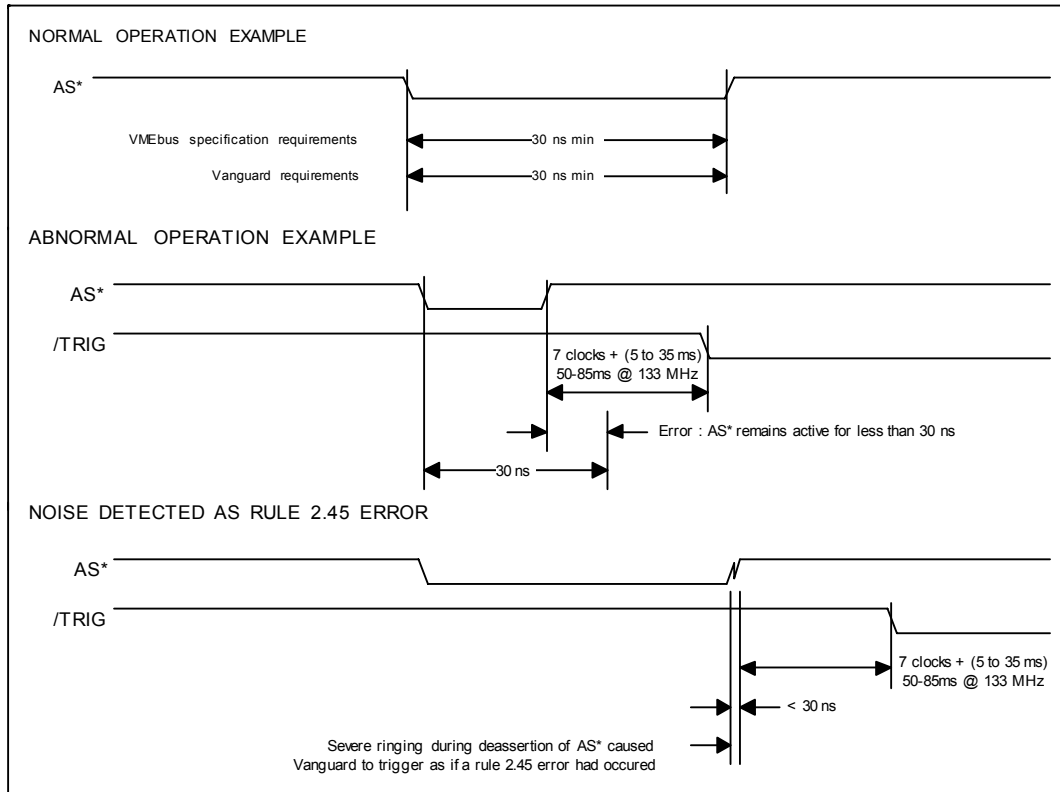 NORMAL OPERATION EXAMPLE
AS*
VMEbus specification requirements
30 ns min
Vanguard requirements
30 ns min
ABNORMAL OPERATION EXAMPLE
AS*
/TRIG
7 clocks + (5 to 35 ms)
50-85ms @ 133 MHz
Error : AS* remains active for less than 30 ns
30 ns
NOISE DETECTED AS RULE 2.45 ERROR
AS*
/TRIG
7 clocks + (5 to 35 ms)
50-85ms @ 133 MHz
< 30 ns
Severe ringing during deassertion of AS* caused
Vanguard to trigger as if a rule 2.45 error had occured